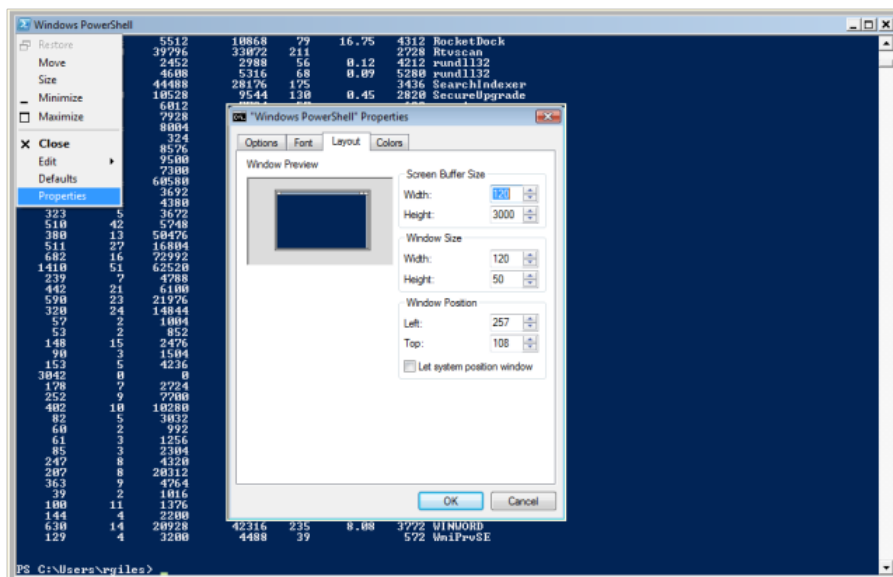 Windows PowerShell
Restore 5512 10868 79 16.75 4312 RocketDock
39796 33072 211 2728 Rtvscan
Move 2452 2988 56 0.12 4212 rundll32
Size 4608 5316 68 0.09 5280 rundll32
44488 28176 175 3436 SearchIndexer
Minimize 10528 9544 130 0.45 2820 SecureUpgrade
6012
Maximize 7928
8004
Close 324
8576
Edit 9500
7300
Defaults 60580
3692
Properties 4380
323 5 3672
510 42 5748
380 13 50476
511 27 16804
682 16 72992
1410 51 62520
239 7 4788
442 21 6100
590 23 21976
320 24 14844
57 2 1004
53 2 852
148 15 2476
90 3 1504
153 5 4236
3042 0 0
178 7 2724
252 9 7700
402 10 10280
82 5 3032
60 2 992
61 3 1256
85 3 2304
247 8 4320
207 8 20312
363 9 4764
39 2 1016
100 11 1376
144 4 2200
630 14 20928 42316 235 8.08 3772 WINWORD
129 4 3200 4488 39 572 WmiPrvSE
PS C:\Users\rgiles> _
"Windows PowerShell" Properties
Options Font Layout Colors
Window Preview
Screen Buffer Size
Width: 120
Height: 3000
Window Size
Width: 120
Height: 50
Window Position
Left: 257
Top: 108
Let system position window
OK Cancel